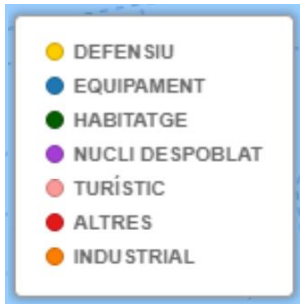 DEFENSIU
EQUIPAMENT
HABITATGE
NUCLI DESPOBLAT
TURÍSTIC
ALTRES
INDUSTRIAL